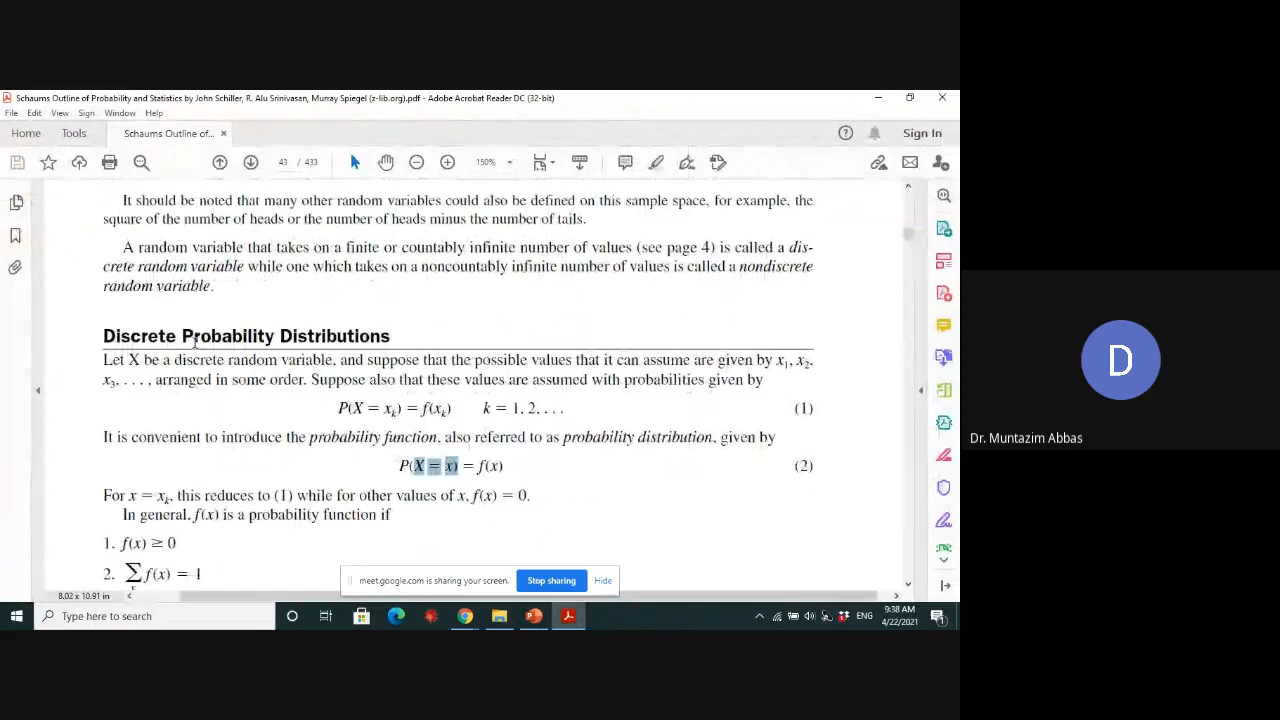 Schaums Outline of Probability and Statistics by John Schiller, R. Alu Srinivasan, Murray Spiegel (z-lib.org).pdf - Adobe Acrobat Reader DC (32-bit)
File Edit View Sign Window Help
Home Tools Schaums Outline of... × Sign In
43 / 433 150%
It should be noted that many other random variables could also be defined on this sample space, for example, the
square of the number of heads or the number of heads minus the number of tails.
A random variable that takes on a finite or countably infinite number of values (see page 4) is called a dis-
crete random variable while one which takes on a noncountably infinite number of values is called a nondiscrete
random variable.
Discrete Probability Distributions
Let X be a discrete random variable, and suppose that the possible values that it can assume are given by x₁, x₂,
x₃, . . . , arranged in some order. Suppose also that these values are assumed with probabilities given by
P(X = xₖ) = f(xₖ) k = 1, 2, . . . (1)
It is convenient to introduce the probability function, also referred to as probability distribution, given by
P(X = x) = f(x) (2)
For x = xₖ, this reduces to (1) while for other values of x, f(x) = 0.
In general, f(x) is a probability function if
1. f(x) ≥ 0
2. ∑ f(x) = 1
x
meet.google.com is sharing your screen. Stop sharing Hide
8.02 x 10.91 in
Type here to search
ENG
9:38 AM
4/22/2021
1
D
Dr. Muntazim Abbas